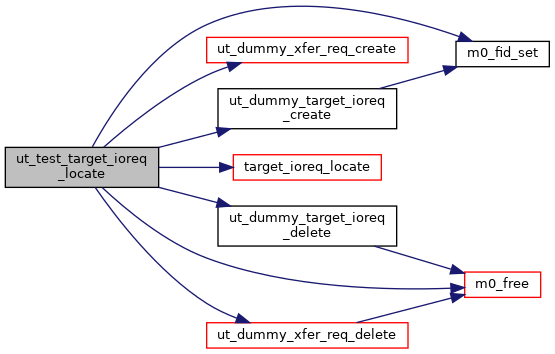 ut_test_target_ioreq
_locate
ut_dummy_xfer_req_create
m0_fid_set
ut_dummy_target_ioreq
_create
target_ioreq_locate
ut_dummy_target_ioreq
_delete
m0_free
ut_dummy_xfer_req_delete